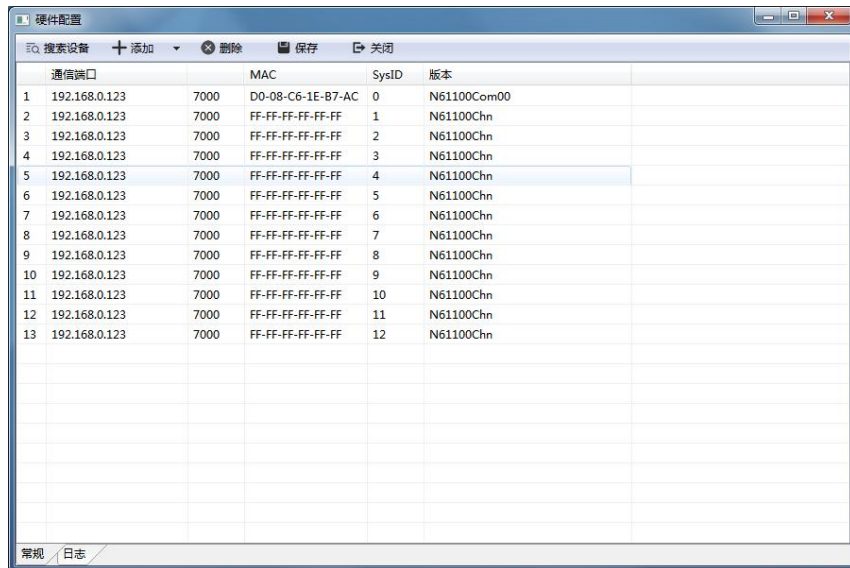 硬件配置
搜索设备 添加 删除 保存 关闭
通信端口 MAC SysID 版本
1 192.168.0.123 7000 D0-08-C6-1E-B7-AC 0 N61100Com00
2 192.168.0.123 7000 FF-FF-FF-FF-FF-FF 1 N61100Chn
3 192.168.0.123 7000 FF-FF-FF-FF-FF-FF 2 N61100Chn
4 192.168.0.123 7000 FF-FF-FF-FF-FF-FF 3 N61100Chn
5 192.168.0.123 7000 FF-FF-FF-FF-FF-FF 4 N61100Chn
6 192.168.0.123 7000 FF-FF-FF-FF-FF-FF 5 N61100Chn
7 192.168.0.123 7000 FF-FF-FF-FF-FF-FF 6 N61100Chn
8 192.168.0.123 7000 FF-FF-FF-FF-FF-FF 7 N61100Chn
9 192.168.0.123 7000 FF-FF-FF-FF-FF-FF 8 N61100Chn
10 192.168.0.123 7000 FF-FF-FF-FF-FF-FF 9 N61100Chn
11 192.168.0.123 7000 FF-FF-FF-FF-FF-FF 10 N61100Chn
12 192.168.0.123 7000 FF-FF-FF-FF-FF-FF 11 N61100Chn
13 192.168.0.123 7000 FF-FF-FF-FF-FF-FF 12 N61100Chn
常规 日志